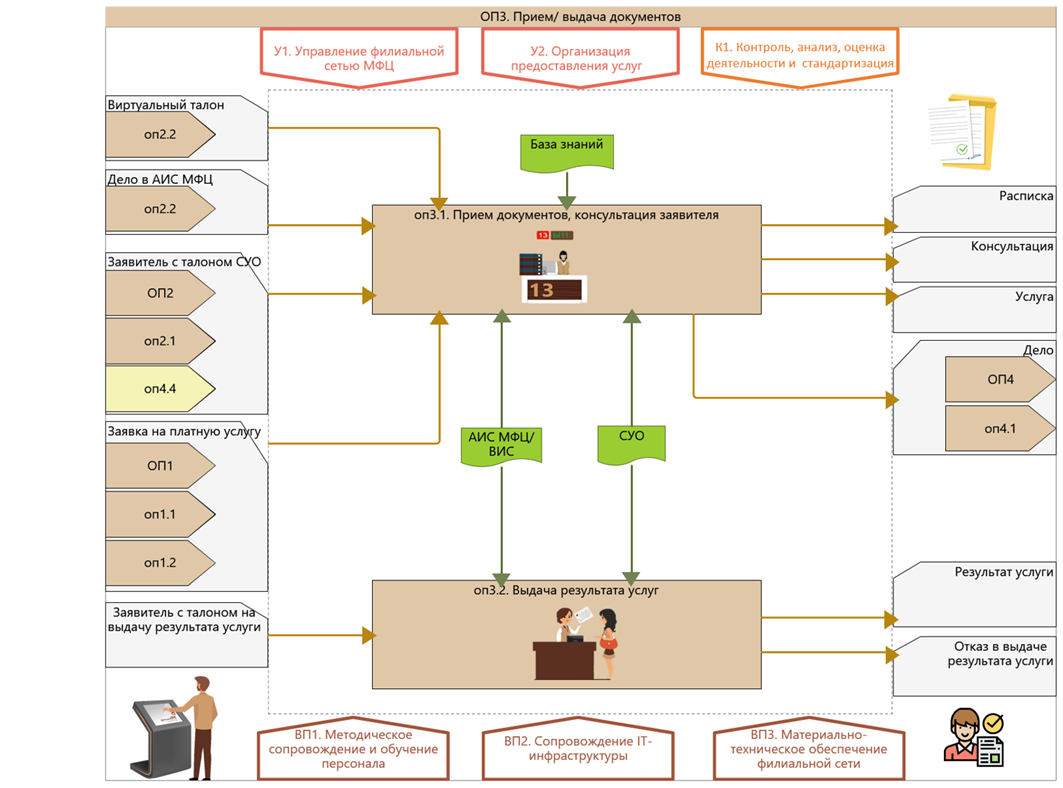 ОП3. Прием/ выдача документов
У1. Управление филиальной
сетью МФЦ
У2. Организация
предоставления услуг
К1. Контроль, анализ, оценка
деятельности и стандартизация
Виртуальный талон
оп2.2
Дело в АИС МФЦ
оп2.2
Заявитель с талоном СУО
ОП2
оп2.1
оп4.4
Заявка на платную услугу
ОП1
оп1.1
оп1.2
Заявитель с талоном на
выдачу результата услуги
База знаний
оп3.1. Прием документов, консультация заявителя
13
13
АИС МФЦ/
ВИС
СУО
оп3.2. Выдача результата услуг
Расписка
Консультация
Услуга
Дело
ОП4
оп4.1
Результат услуги
Отказ в выдаче
результата услуги
ВП1. Методическое
сопровождение и обучение
персонала
ВП2. Сопровождение IT-
инфраструктуры
ВП3. Материально-
техническое обеспечение
филиальной сети